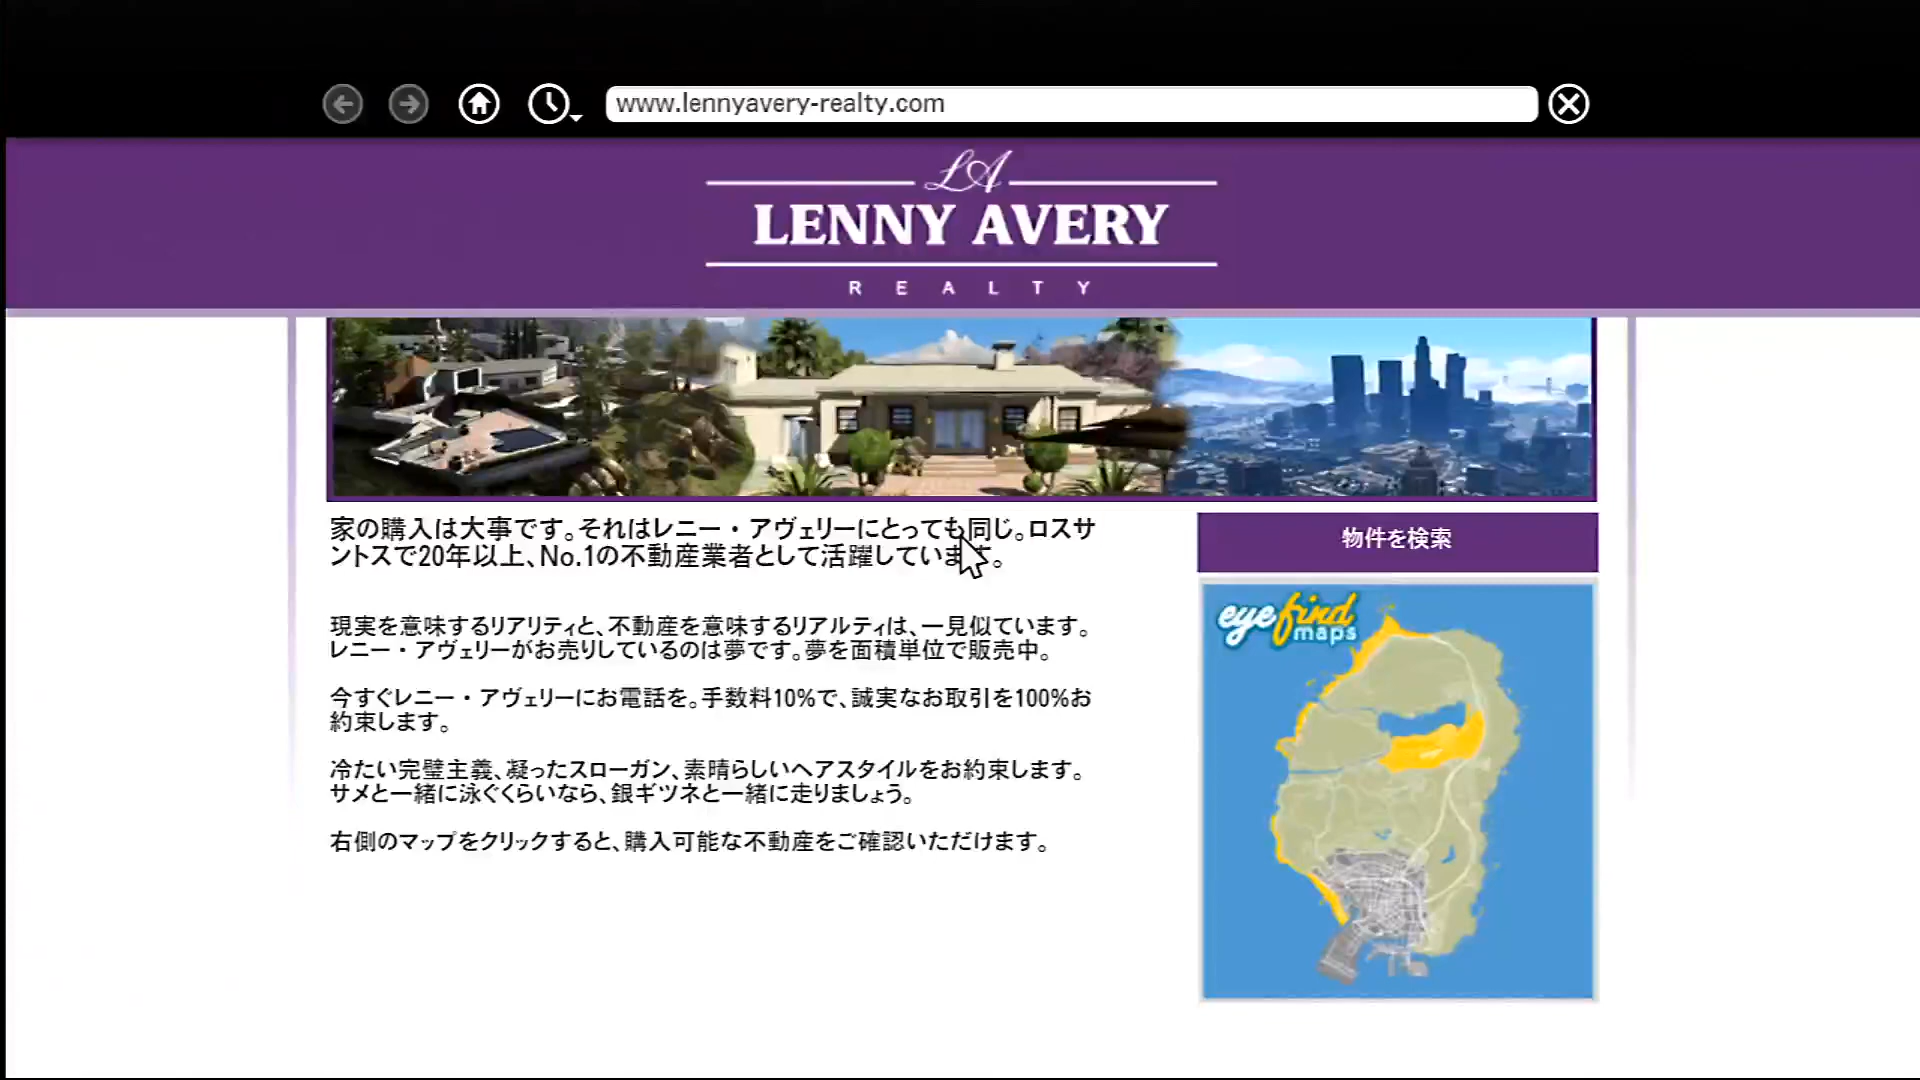 www.lennyavery-realty.com
LA
LENNY AVERY
REALTY
家の購入は大事です。それはレニー・アヴェリーにとっても同じ。ロスサ
ントスで20年以上、No.1の不動産業者として活躍しています。
物件を検索
eyefind
maps
現実を意味するリアリティと、不動産を意味するリアルティは、一見似ています。
レニー・アヴェリーがお売りしているのは夢です。夢を面積単位で販売中。
今すぐレニー・アヴェリーにお電話を。手数料10%で、誠実なお取引を100%お
約束します。
冷たい完璧主義、凝ったスローガン、素晴らしいヘアスタイルをお約束します。
サメと一緒に泳ぐくらいなら、銀ギツネと一緒に走りましょう。
右側のマップをクリックすると、購入可能な不動産をご確認いただけます。